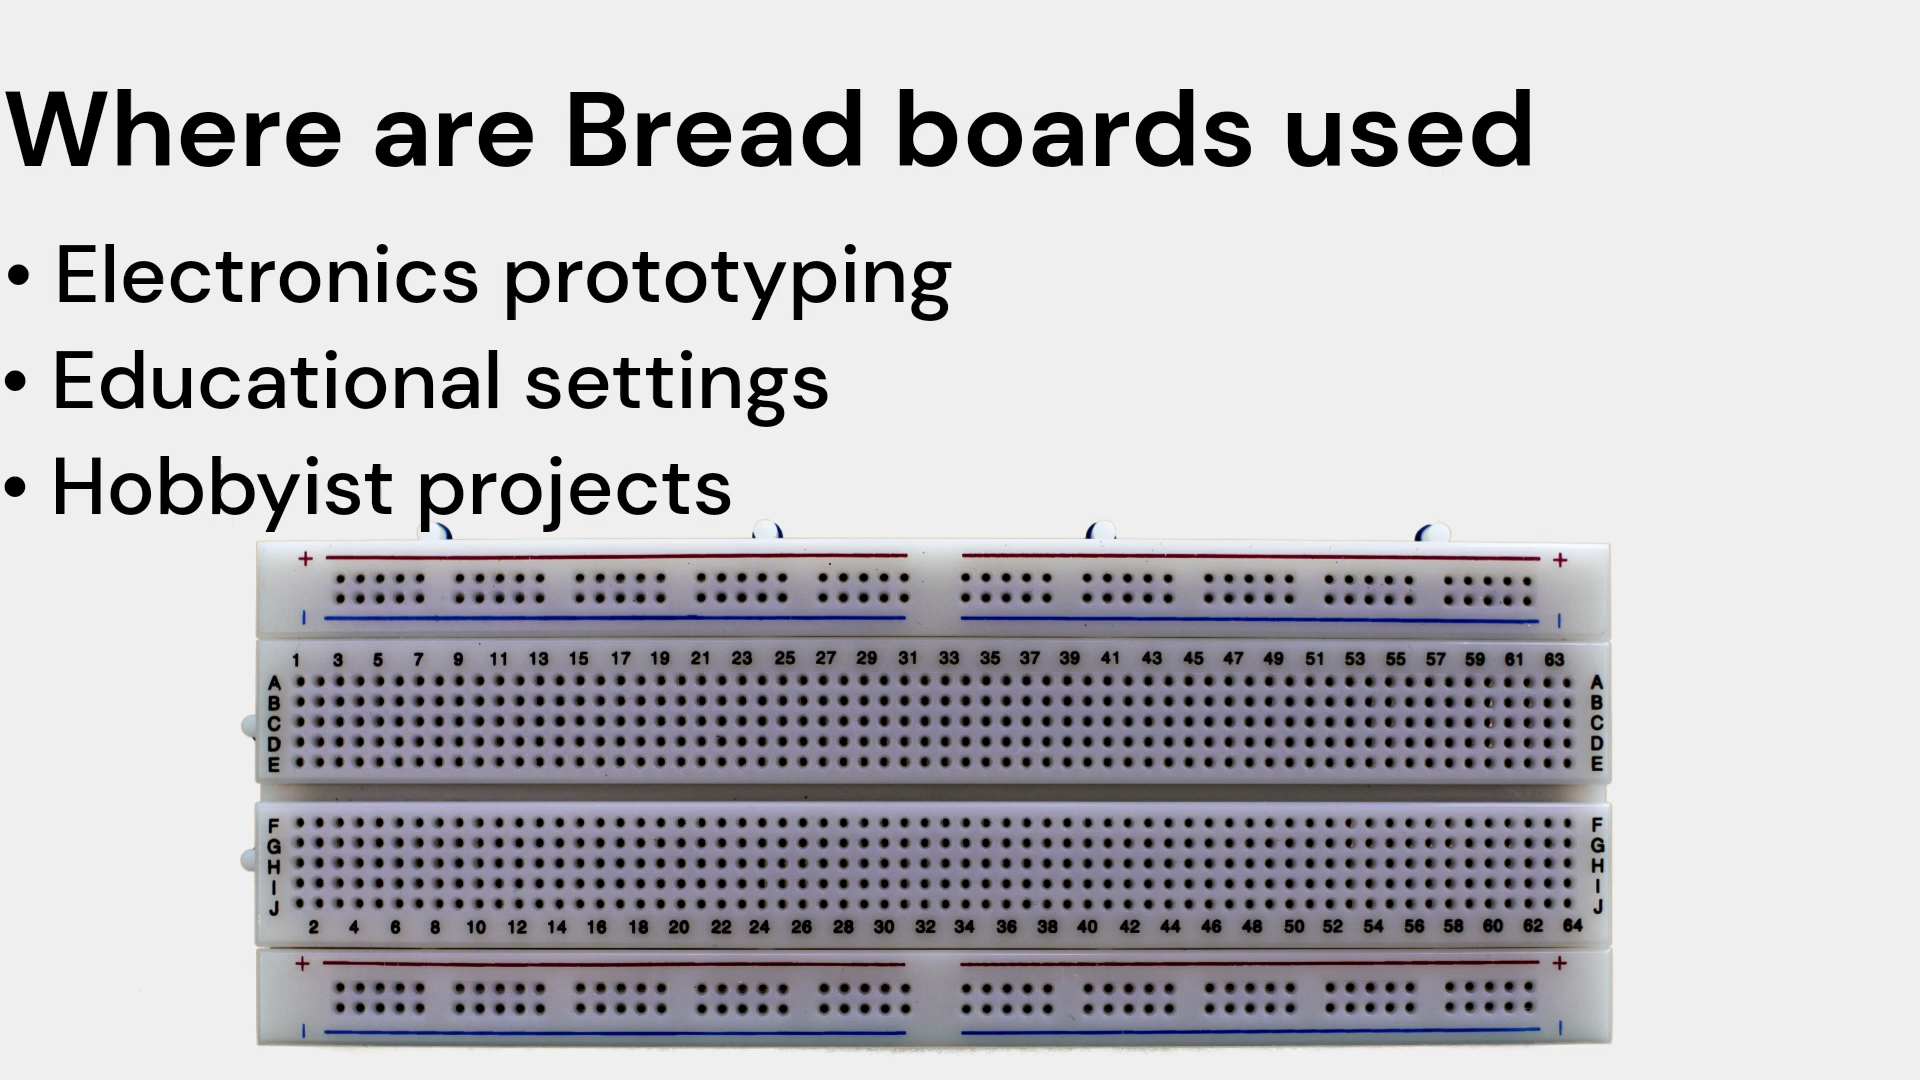 Where are Bread boards used
• Electronics prototyping
• Educational settings
• Hobbyist projects
+ +
| |
1 3 5 7 9 11 13 15 17 19 21 23 25 27 29 31 33 35 37 39 41 43 45 47 49 51 53 55 57 59 61 63
A A
B B
C C
D D
E E
F F
G G
H H
I I
J J
2 4 6 8 10 12 14 16 18 20 22 24 26 28 30 32 34 36 38 40 42 44 46 48 50 52 54 56 58 60 62 64
+ +
| |